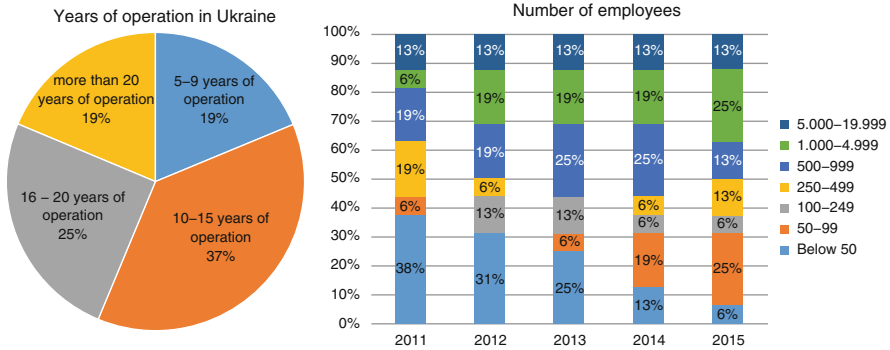 Years of operation in Ukraine
more than 20
years of operation
19%
5–9 years of
operation
19%
16 – 20 years of
operation
25%
10–15 years of
operation
37%
Number of employees
100%
90%
80%
70%
60%
50%
40%
30%
20%
10%
0%
13% 13% 13% 13% 13%
6% 19% 19% 19% 25%
19% 19% 25% 25% 13%
19% 6% 6% 13%
13% 13% 6% 6%
6% 6% 19% 25%
38% 31% 25% 13% 6%
2011 2012 2013 2014 2015
5.000–19.999
1.000–4.999
500–999
250–499
100–249
50–99
Below 50